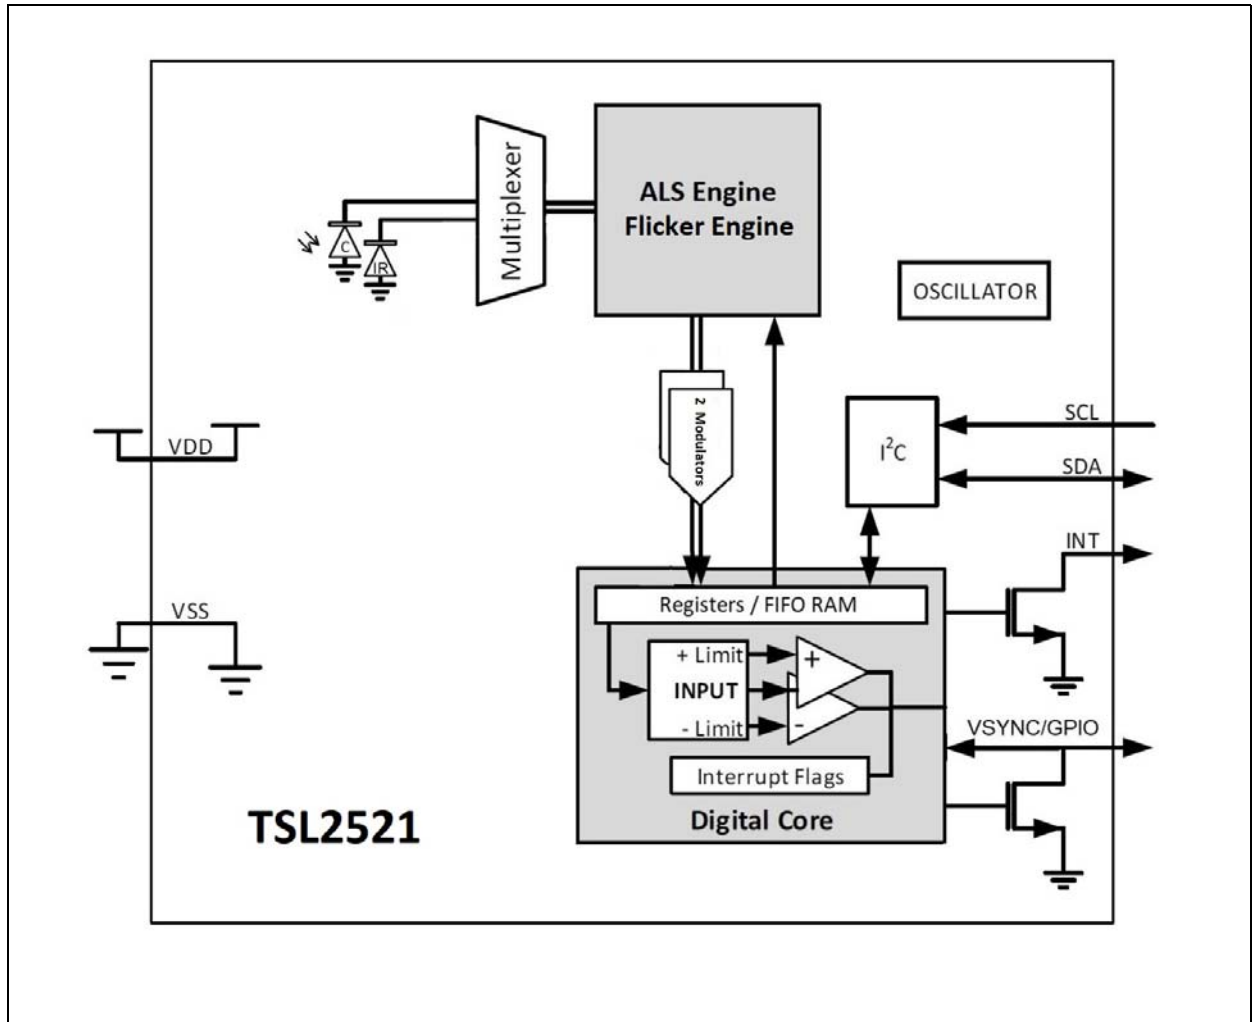 ALS Engine
Flicker Engine
Multiplexer
C
IR
OSCILLATOR
2 Modulators
I²C
SCL
SDA
VDD
INT
VSS
Registers / FIFO RAM
+ Limit
INPUT
- Limit
+
-
VSYNC/GPIO
Interrupt Flags
Digital Core
TSL2521